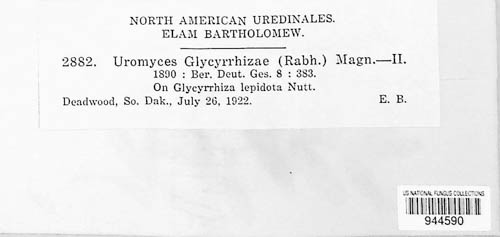 NORTH AMERICAN UREDINALES.
ELAM BARTHOLOMEW.
2882. Uromyces Glycyrrhizae (Rabh.) Magn.—II.
1890 : Ber. Deut. Ges. 8 : 383.
On Glycyrrhiza lepidota Nutt.
Deadwood, So. Dak., July 26, 1922. E. B.
US NATIONAL FUNGUS COLLECTIONS
944590